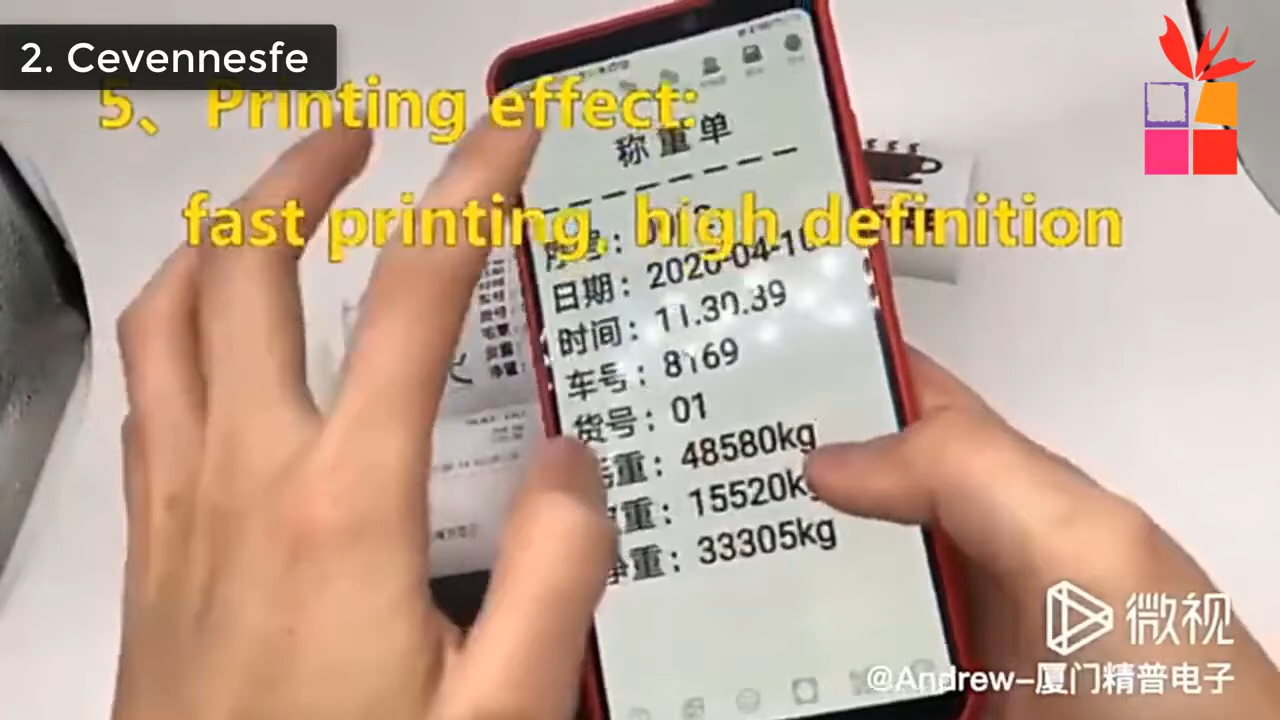 2. Cevennesfe
5、Printing effect:
fast printing, high definition
称重单
日期：2020-04-10
时间：11.30.39
车号：8169
货号：01
重：48580kg
重：15520kg
净重：33305kg
微视
@Andrew-厦门精普电子